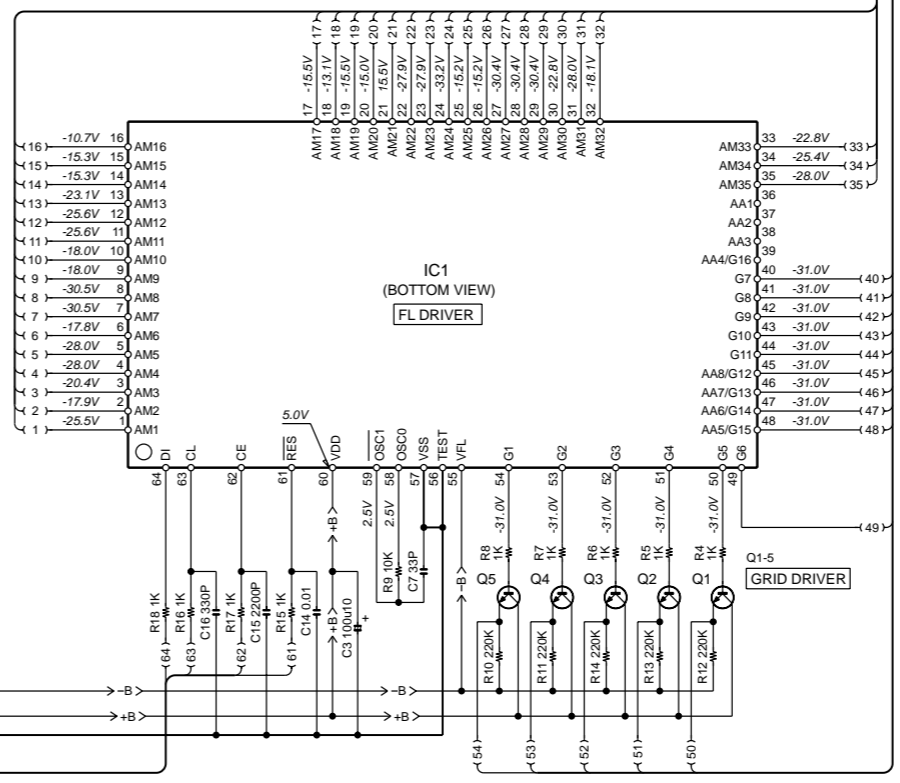 17 18 19 20 21 22 23 24 25 26 27 28 29 30 31 32
-15.5V -13.1V -15.5V -15.0V 15.5V -27.9V -27.9V -33.2V -15.2V -15.2V -30.4V -30.4V -30.4V -22.8V -28.0V -18.1V
17 18 19 20 21 22 23 24 25 26 27 28 29 30 31 32
AM17 AM18 AM19 AM20 AM21 AM22 AM23 AM24 AM25 AM26 AM27 AM28 AM29 AM30 AM31 AM32
16 -10.7V 16 AM16
15 -15.3V 15 AM15
14 -15.3V 14 AM14
13 -23.1V 13 AM13
12 -25.6V 12 AM12
11 -25.6V 11 AM11
10 -18.0V 10 AM10
9 -18.0V 9 AM9
8 -30.5V 8 AM8
7 -30.5V 7 AM7
6 -17.8V 6 AM6
5 -28.0V 5 AM5
4 -28.0V 4 AM4
3 -20.4V 3 AM3
2 -17.9V 2 AM2
1 -25.5V 1 AM1
IC1
(BOTTOM VIEW)
FL DRIVER
AM33 33 -22.8V 33
AM34 34 -25.4V 34
AM35 35 -28.0V 35
AA1 36
AA2 37
AA3 38
AA4/G16 39
G7 40 -31.0V 40
G8 41 -31.0V 41
G9 42 -31.0V 42
G10 43 -31.0V 43
G11 44 -31.0V 44
AA8/G12 45 -31.0V 45
AA7/G13 46 -31.0V 46
AA6/G14 47 -31.0V 47
AA5/G15 48 -31.0V 48
5.0V
DI CL CE RES VDD OSC1 OSC0 VSS TEST VFL G1 G2 G3 G4 G5 G6
64 63 62 61 60 59 58 57 56 55 54 53 52 51 50 49
2.5V 2.5V -31.0V -31.0V -31.0V -31.0V -31.0V
49
+B
-B
R18 1K
R16 1K
C16 330P
R17 1K
C15 2200P
R15 1K
C14 0.01
+B
C3 100u10
+
R9 10K
C7 33P
R8 1K
R7 1K
R6 1K
R5 1K
R4 1K
Q5 Q4 Q3 Q2 Q1
Q1-5
GRID DRIVER
R10 220K
R11 220K
R14 220K
R13 220K
R12 220K
64 63 62 61
-B -B
+B +B
54 53 52 51 50